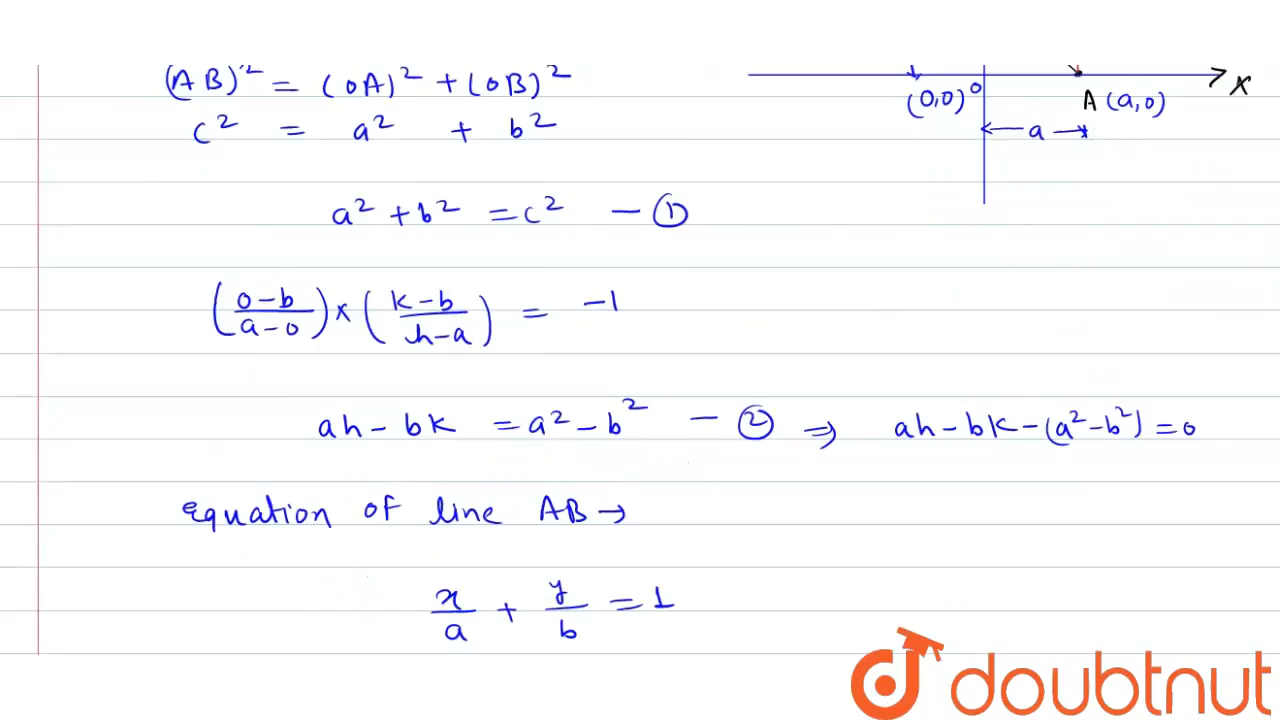 (AB)² = (OA)² + (OB)²
c² = a² + b²
a² + b² = c² — ①
(0-b/a-0) × (k-b/h-a) = -1
ah - bk = a² - b² — ② ⇒ ah - bk - (a² - b²) = 0
Equation of line AB →
x/a + y/b = 1
(0,0) O
A (a,0)
X
a
doubtnut